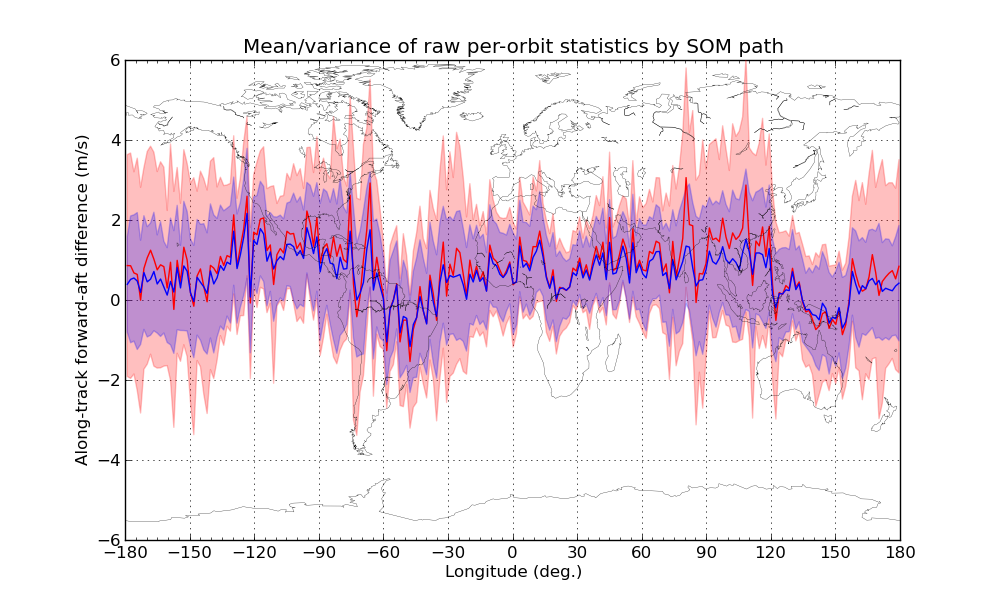 Mean/variance of raw per-orbit statistics by SOM path
Along-track forward-aft difference (m/s)
6
4
2
0
−2
−4
−6
−180 −150 −120 −90 −60 −30 0 30 60 90 120 150 180
Longitude (deg.)